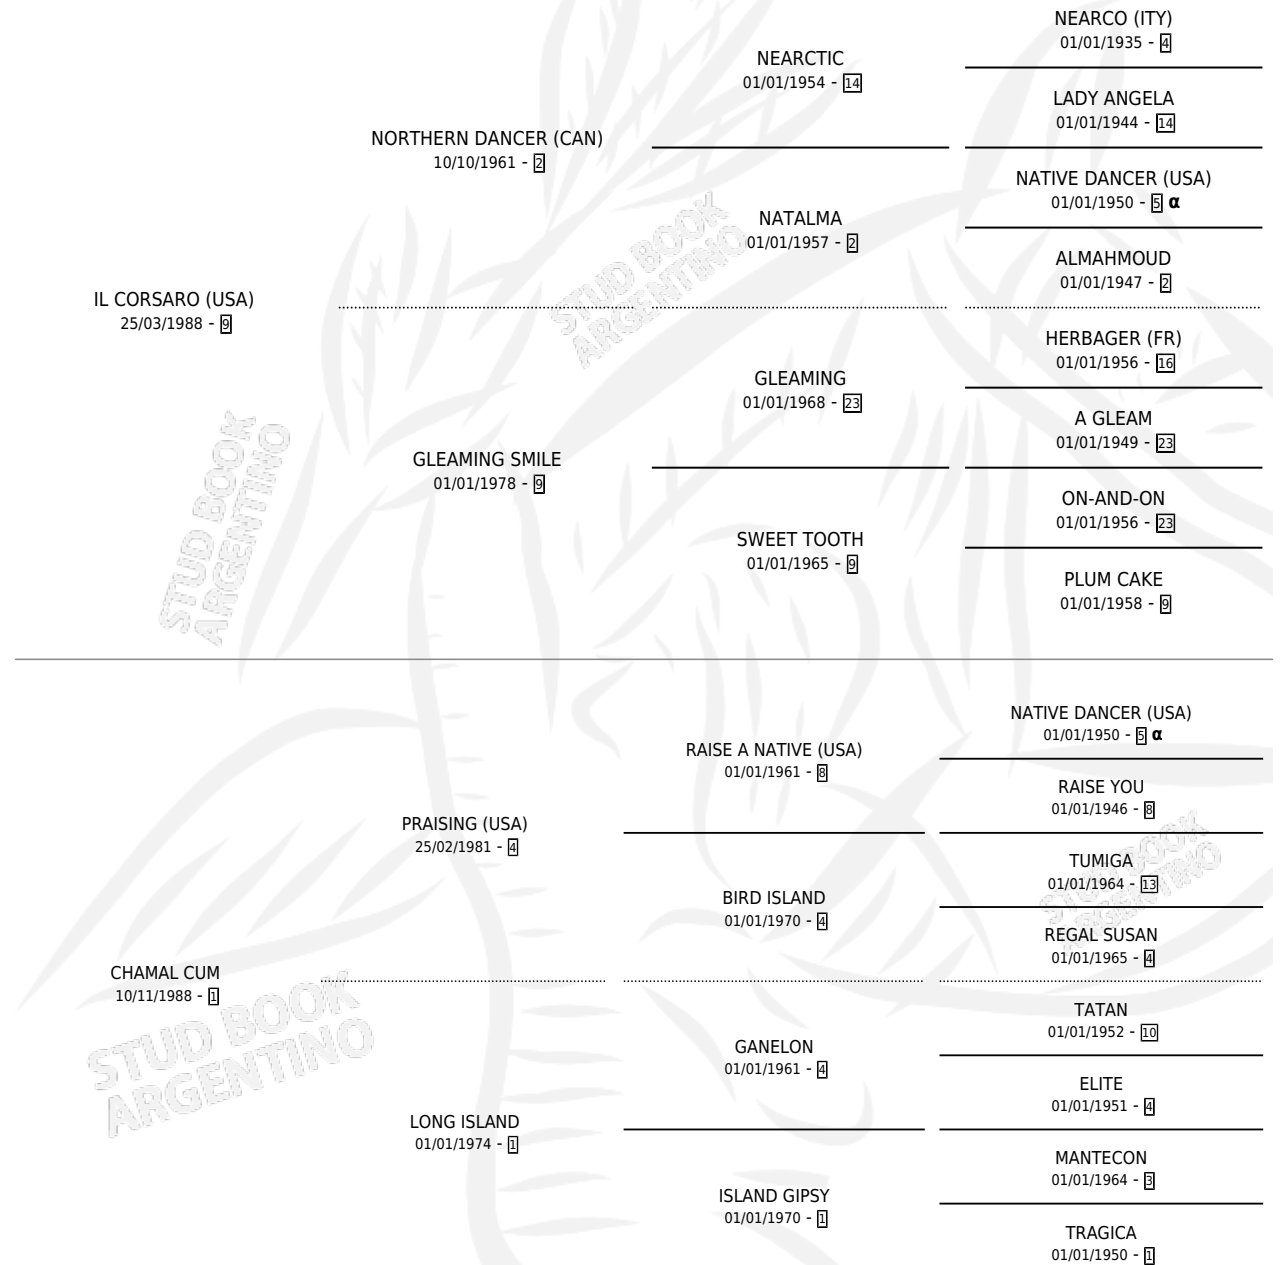 NEARCO (ITY)
01/01/1935 - 4
NEARCTIC
01/01/1954 - 14
LADY ANGELA
01/01/1944 - 14
NORTHERN DANCER (CAN)
10/10/1961 - 2
NATIVE DANCER (USA)
01/01/1950 - 5 α
NATALMA
01/01/1957 - 2
ALMAHMOUD
01/01/1947 - 2
IL CORSARO (USA)
25/03/1988 - 9
HERBAGER (FR)
01/01/1956 - 16
GLEAMING
01/01/1968 - 23
A GLEAM
01/01/1949 - 23
GLEAMING SMILE
01/01/1978 - 9
ON-AND-ON
01/01/1956 - 23
SWEET TOOTH
01/01/1965 - 9
PLUM CAKE
01/01/1958 - 9
NATIVE DANCER (USA)
01/01/1950 - 5 α
RAISE A NATIVE (USA)
01/01/1961 - 8
RAISE YOU
01/01/1946 - 8
PRAISING (USA)
25/02/1981 - 4
TUMIGA
01/01/1964 - 13
BIRD ISLAND
01/01/1970 - 4
REGAL SUSAN
01/01/1965 - 4
CHAMAL CUM
10/11/1988 - 1
TATAN
01/01/1952 - 10
GANELON
01/01/1961 - 4
ELITE
01/01/1951 - 4
LONG ISLAND
01/01/1974 - 1
MANTECON
01/01/1964 - 3
ISLAND GIPSY
01/01/1970 - 1
TRAGICA
01/01/1950 - 1
STUD BOOK
ARGENTINO
STUD BOOK
ARGENTINO
STUD BOOK
ARGENTINO
STUD BOOK
ARGENTINO